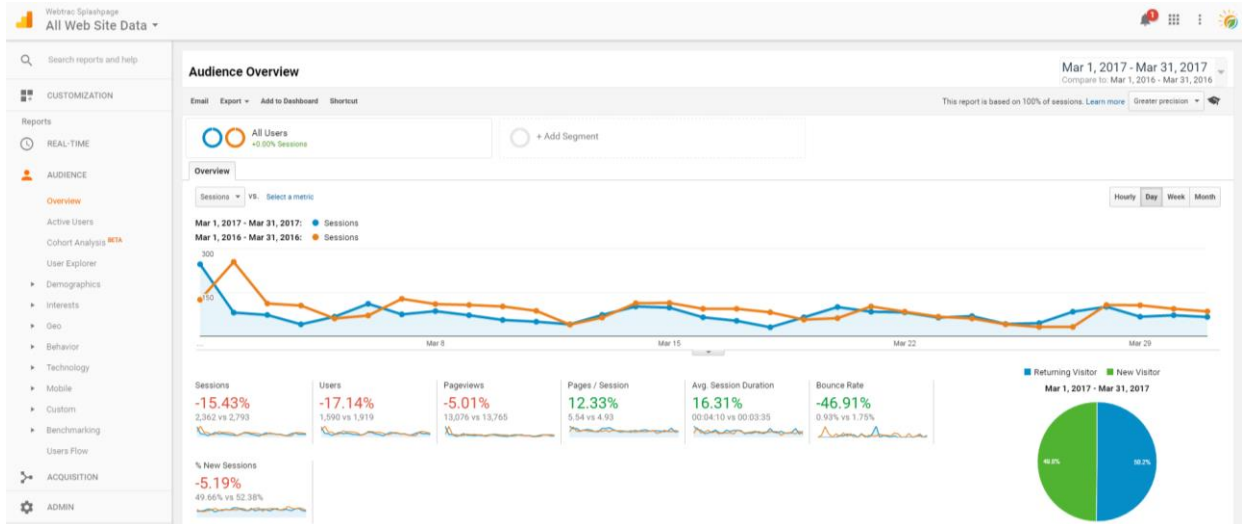 Webtrac Splashpage
All Web Site Data
1
Search reports and help
CUSTOMIZATION
Reports
REAL-TIME
AUDIENCE
Overview
Active Users
Cohort Analysis BETA
User Explorer
Demographics
Interests
Geo
Behavior
Technology
Mobile
Custom
Benchmarking
Users Flow
ACQUISITION
ADMIN
Audience Overview
Mar 1, 2017 - Mar 31, 2017
Compare to: Mar 1, 2016 - Mar 31, 2016
Email Export Add to Dashboard Shortcut
This report is based on 100% of sessions. Learn more Greater precision
All Users
+0.00% Sessions
+ Add Segment
Overview
Sessions VS. Select a metric
Hourly Day Week Month
Mar 1, 2017 - Mar 31, 2017: Sessions
Mar 1, 2016 - Mar 31, 2016: Sessions
300
150
... Mar 8 Mar 15 Mar 22 Mar 29
Sessions
-15.43%
2,362 vs 2,793
Users
-17.14%
1,590 vs 1,919
Pageviews
-5.01%
13,076 vs 13,765
Pages / Session
12.33%
5.54 vs 4.93
Avg. Session Duration
16.31%
00:04:10 vs 00:03:35
Bounce Rate
-46.91%
0.93% vs 1.75%
% New Sessions
-5.19%
49.66% vs 52.38%
Returning Visitor New Visitor
Mar 1, 2017 - Mar 31, 2017
49.8%
50.2%